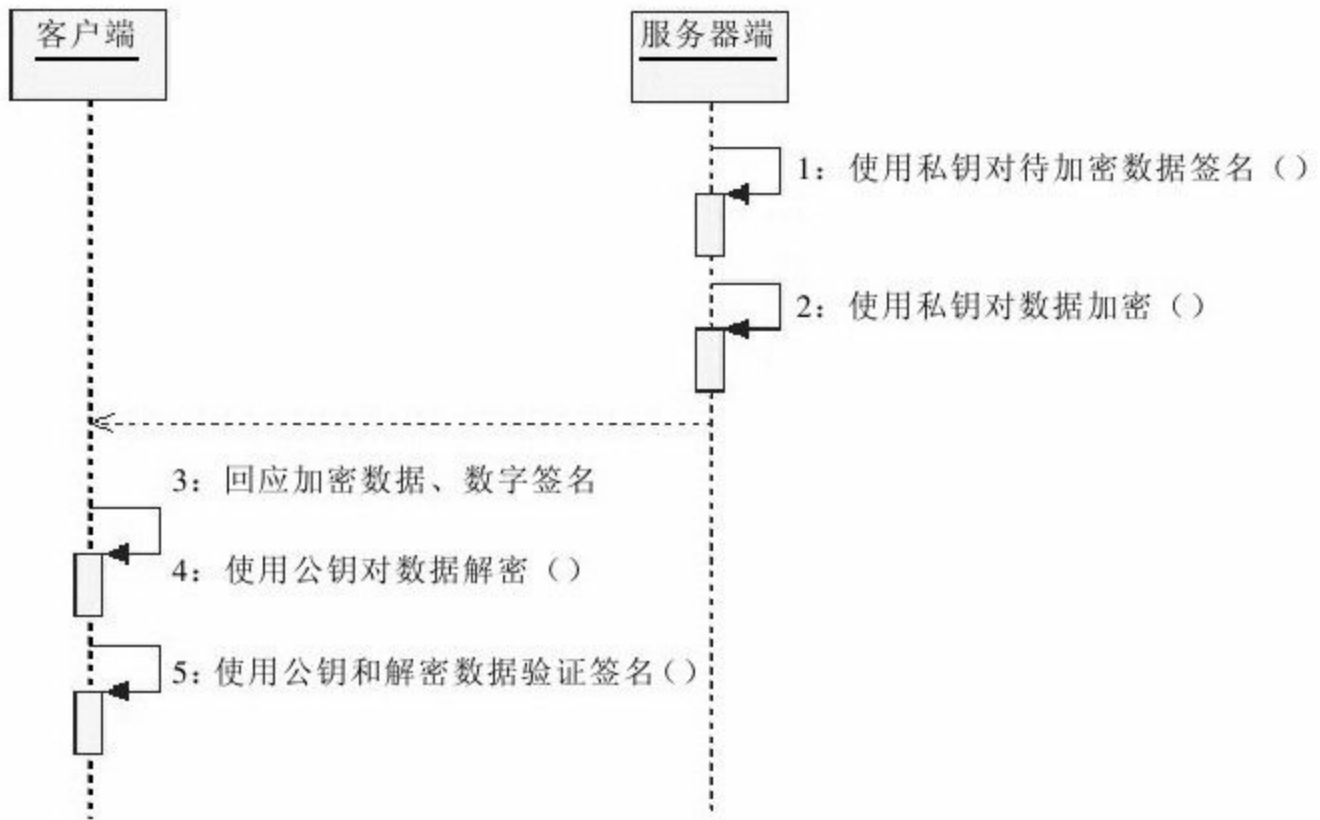 客户端
服务器端
1：使用私钥对待加密数据签名（）
2：使用私钥对数据加密（）
3：回应加密数据、数字签名
4：使用公钥对数据解密（）
5：使用公钥和解密数据验证签名（）